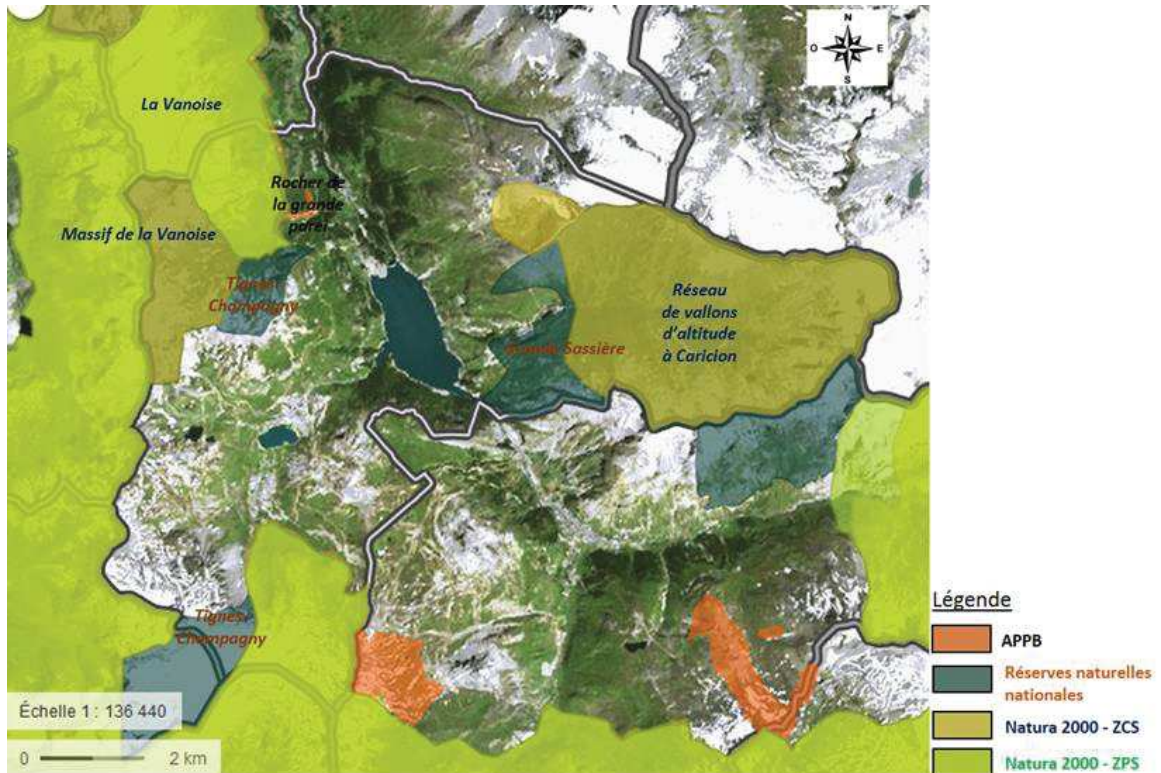 N
O E
S
La Vanoise
Rocher de
la grande
parei
Massif de la Vanoise
Tignes
Champagny
Réseau
de vallons
d'altitude
à Caricion
Grande Sassière
Tignes
Champagny
Légende
APPB
Réserves naturelles
nationales
Natura 2000 - ZCS
Natura 2000 - ZPS
Échelle 1 : 136 440
0 2 km